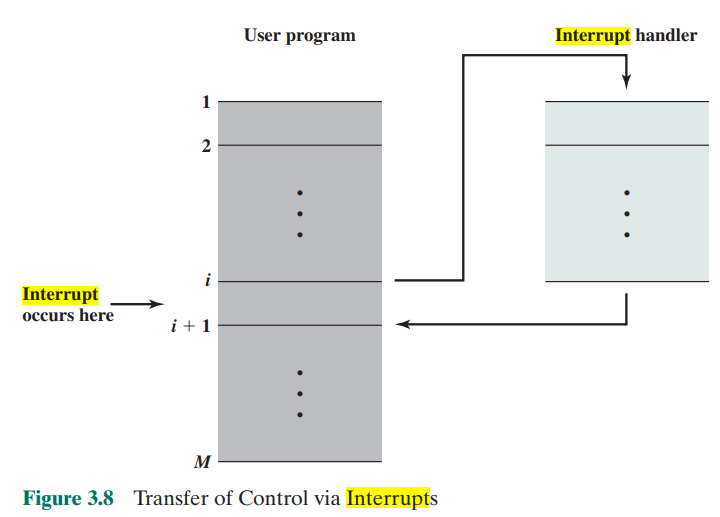 User program
Interrupt handler
1
2
i
Interrupt
occurs here
i + 1
M
Figure 3.8 Transfer of Control via Interrupts